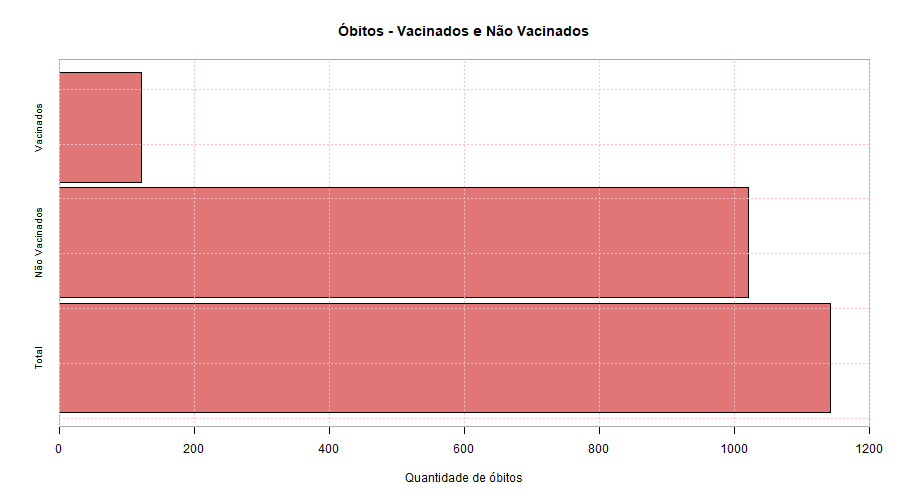 Óbitos - Vacinados e Não Vacinados
Vacinados
Não Vacinados
Total
0 200 400 600 800 1000 1200
Quantidade de óbitos